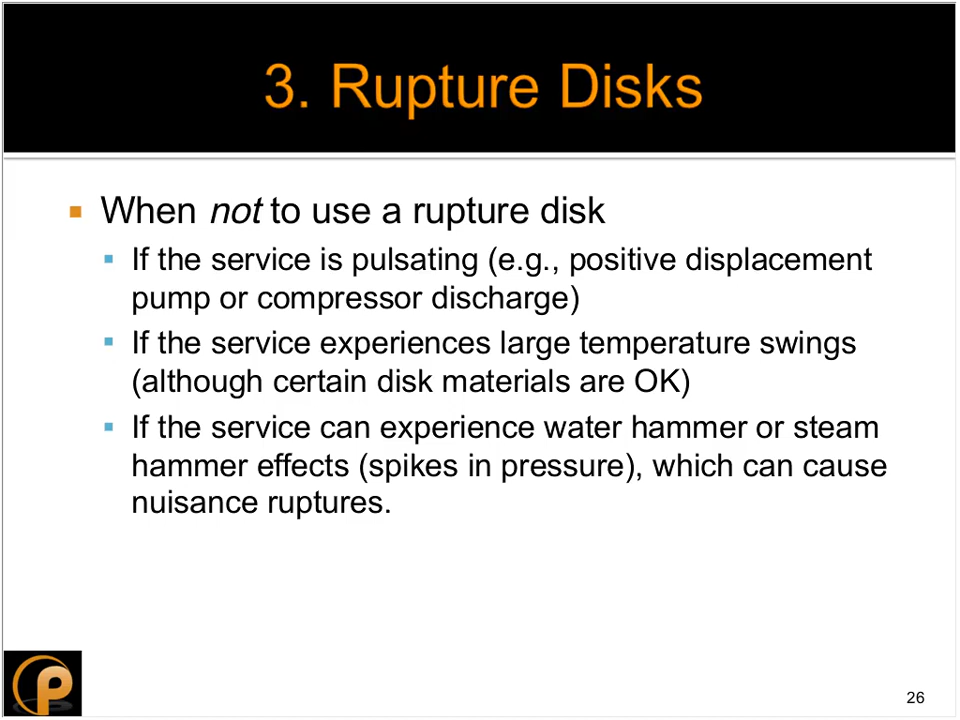 3. Rupture Disks
When not to use a rupture disk
If the service is pulsating (e.g., positive displacement
pump or compressor discharge)
If the service experiences large temperature swings
(although certain disk materials are OK)
If the service can experience water hammer or steam
hammer effects (spikes in pressure), which can cause
nuisance ruptures.
P
26